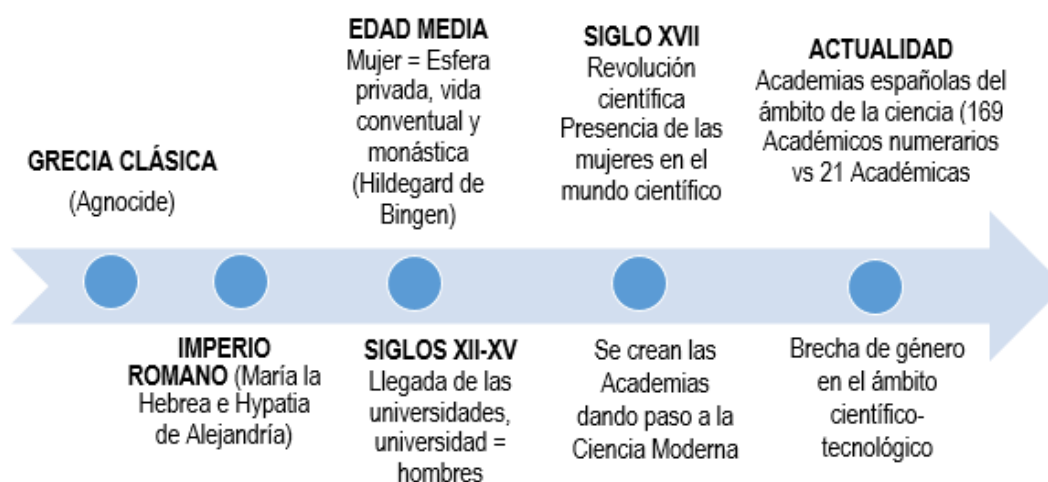 GRECIA CLÁSICA
(Agnocide)
IMPERIO
ROMANO (María la
Hebrea e Hypatia
de Alejandría)
EDAD MEDIA
Mujer = Esfera
privada, vida
conventual y
monástica
(Hildegard de
Bingen)
SIGLOS XII-XV
Llegada de las
universidades,
universidad =
hombres
SIGLO XVII
Revolución
científica
Presencia de las
mujeres en el
mundo científico
Se crean las
Academias
dando paso a la
Ciencia Moderna
ACTUALIDAD
Academias españolas del
ámbito de la ciencia (169
Académicos numerarios
vs 21 Académicas
Brecha de género
en el ámbito
científico-
tecnológico